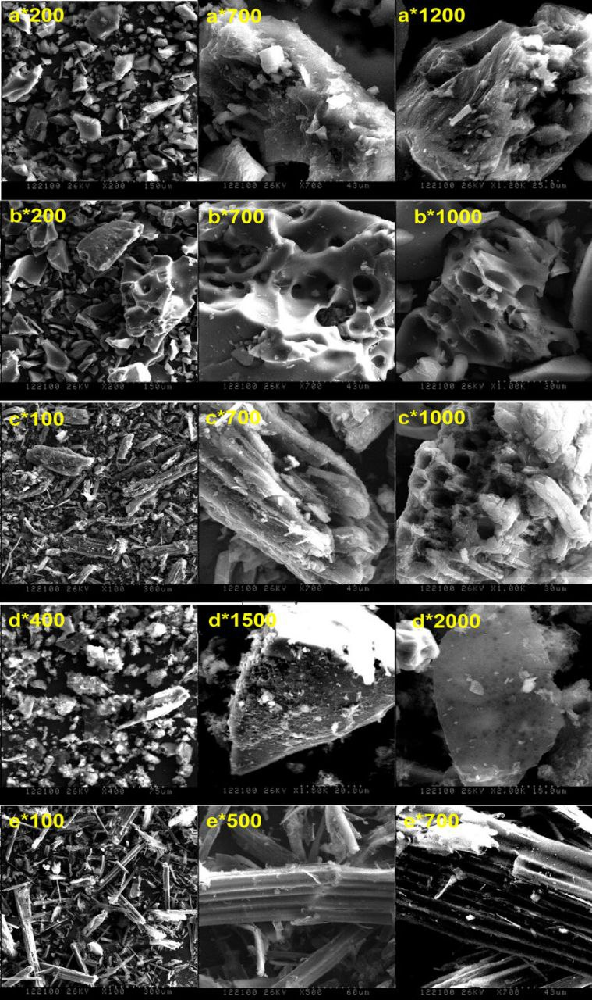 a*200
a*700
a*1200
122100 26KV X200 150um
122100 26KV X700 43um
122100 26KV X1.20K 25.0um
b*200
b*700
b*1000
122100 26KV X200 150um
122100 26KV X700 43um
122100 26KV X1.00K 30um
c*100
c*700
c*1000
122100 26KV X100 300um
122100 26KV X700 43um
122100 26KV X1.00K 30um
d*400
d*1500
d*2000
122100 26KV X400 75um
122100 26KV X1.50K 20.0um
122100 26KV X2.00K 15.0um
e*100
e*500
e*700
122100 26KV X100 300um
122100 26KV X500 60um
122100 26KV X700 43um